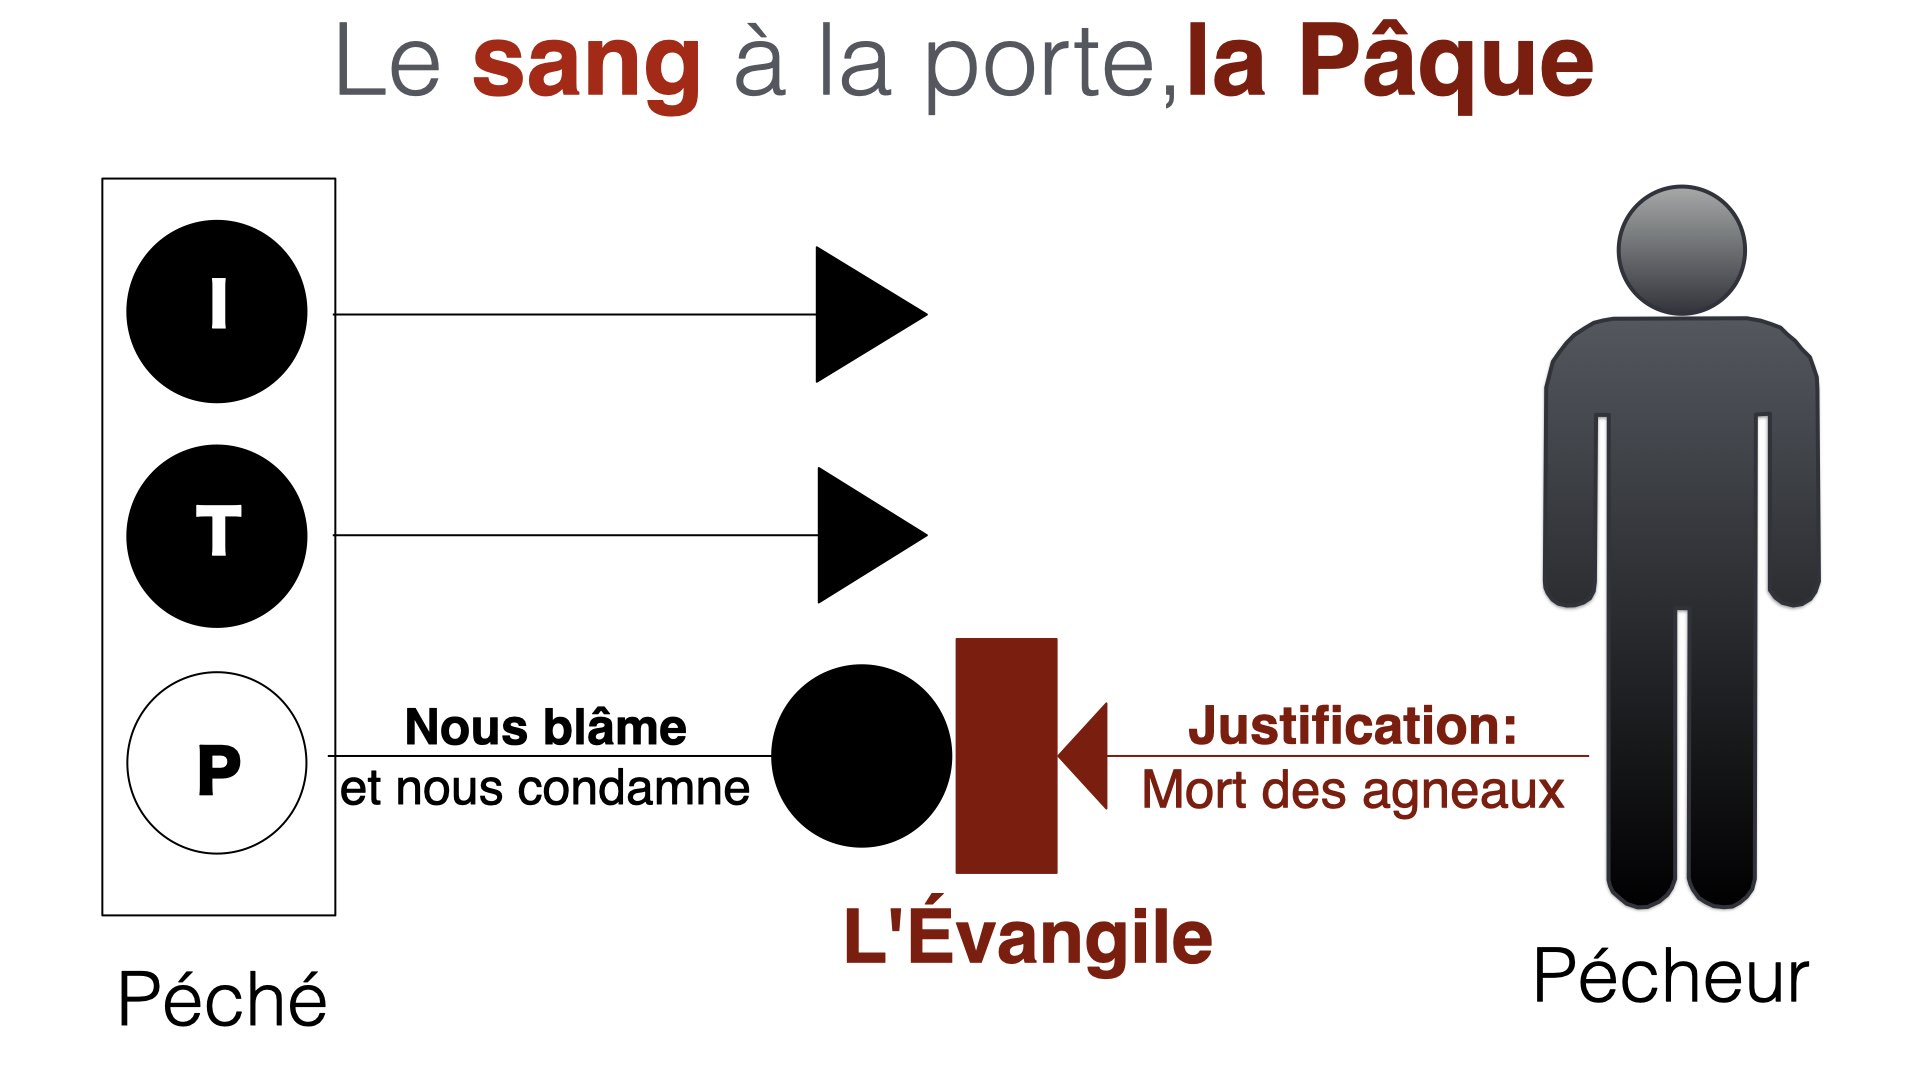 Le sang à la porte,la Pâque
I
T
P
Nous blâme
et nous condamne
Justification:
Mort des agneaux
L'Évangile
Péché
Pécheur